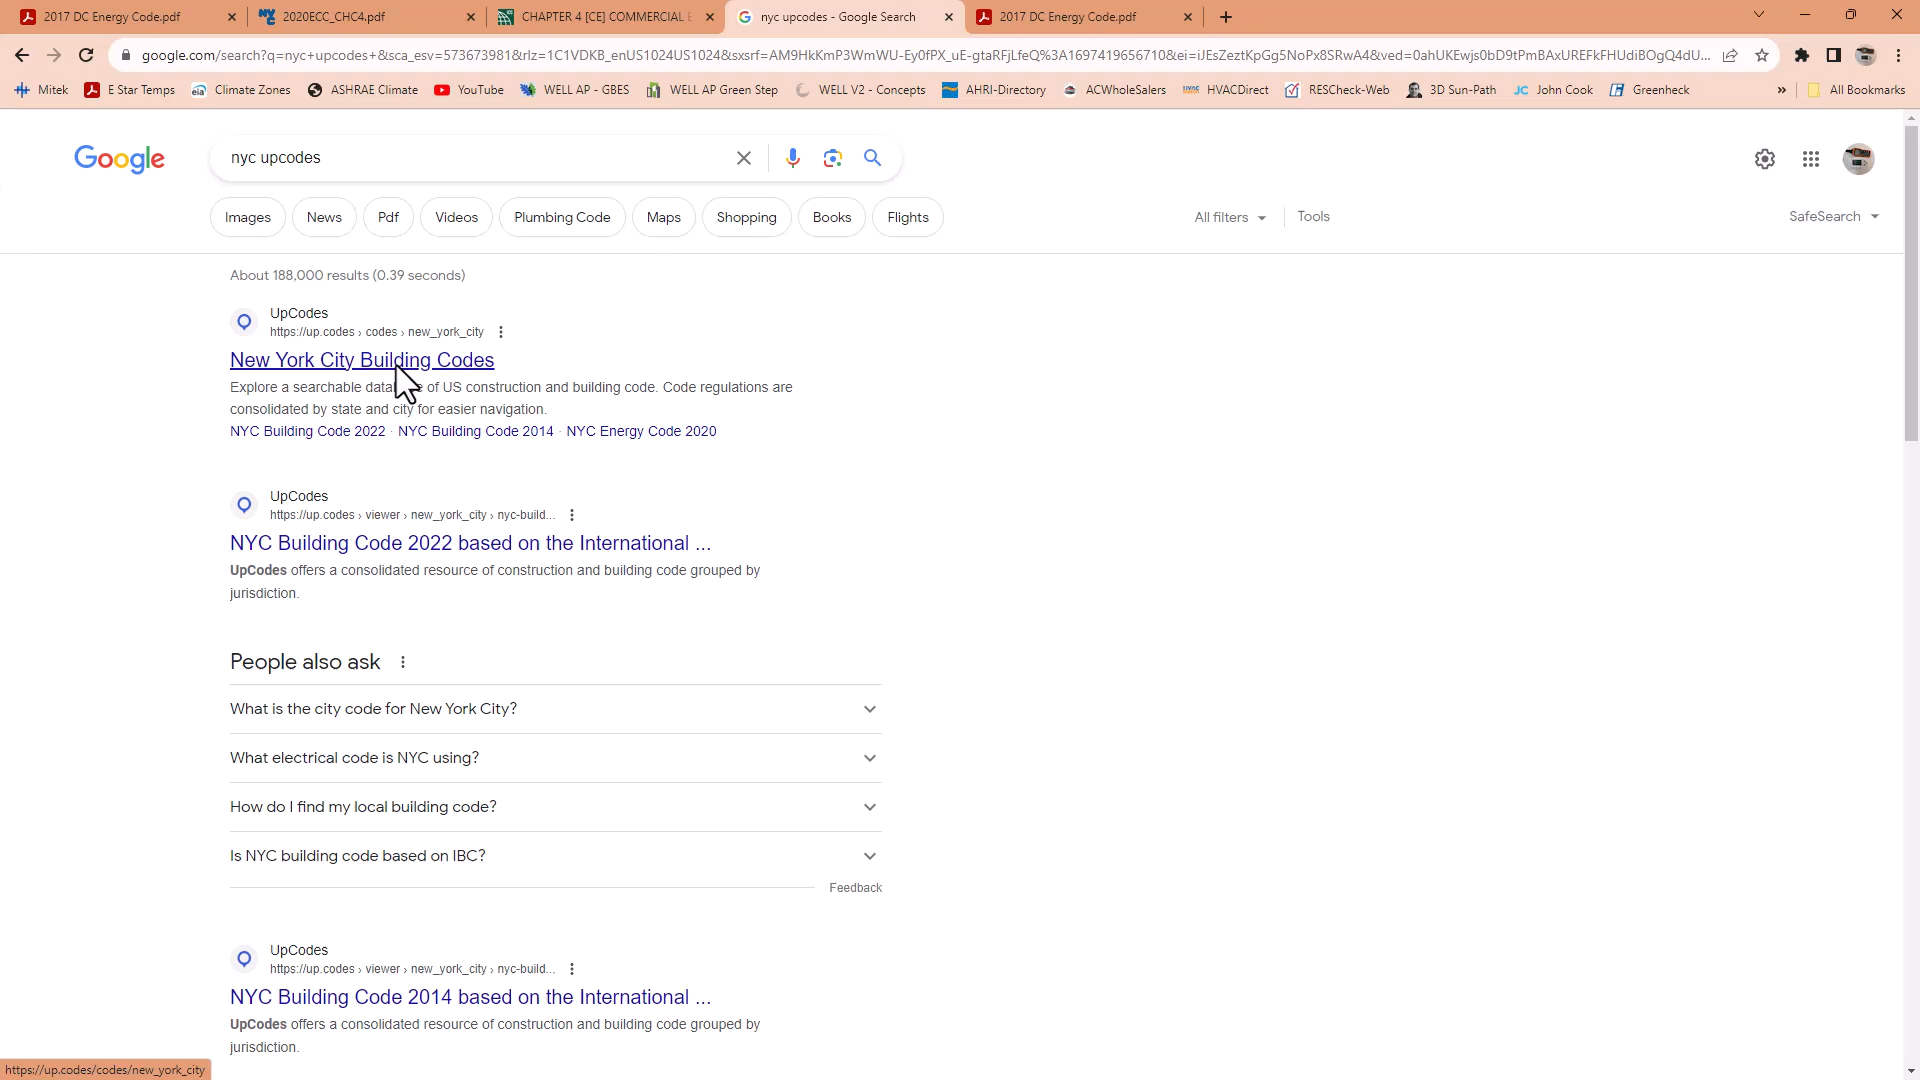 2017 DC Energy Code.pdf
2020ECC_CHC4.pdf
CHAPTER 4 [CE] COMMERCIAL E
nyc upcodes - Google Search
2017 DC Energy Code.pdf
google.com/search?q=nyc+upcodes+&sca_esv=573673981&rlz=1C1VDKB_enUS1024US1024&sxsrf=AM9HkKmP3WmWU-Ey0fPX_uE-gtaRFjLfeQ%3A1697419656710&ei=iJEsZeztKpGg5NoPx8SRwA4&ved=0ahUKEwjs0bD9tPmBAxUREFkFHUdiBOgQ4dU...
Mitek
E Star Temps
eia Climate Zones
ASHRAE Climate
YouTube
WELL AP - GBES
WELL AP Green Step
WELL V2 - Concepts
AHRI-Directory
ACWholeSalers
HVAC HVACDirect
RESCheck-Web
3D Sun-Path
JC John Cook
Greenheck
»
All Bookmarks
Google
nyc upcodes
Images
News
Pdf
Videos
Plumbing Code
Maps
Shopping
Books
Flights
All filters
Tools
SafeSearch
About 188,000 results (0.39 seconds)
UpCodes
https://up.codes › codes › new_york_city
New York City Building Codes
Explore a searchable data of US construction and building code. Code regulations are
consolidated by state and city for easier navigation.
NYC Building Code 2022 · NYC Building Code 2014 · NYC Energy Code 2020
UpCodes
https://up.codes › viewer › new_york_city › nyc-build...
NYC Building Code 2022 based on the International ...
UpCodes offers a consolidated resource of construction and building code grouped by
jurisdiction.
People also ask
What is the city code for New York City?
What electrical code is NYC using?
How do I find my local building code?
Is NYC building code based on IBC?
Feedback
UpCodes
https://up.codes › viewer › new_york_city › nyc-build...
NYC Building Code 2014 based on the International ...
UpCodes offers a consolidated resource of construction and building code grouped by
jurisdiction.
https://up.codes/codes/new_york_city